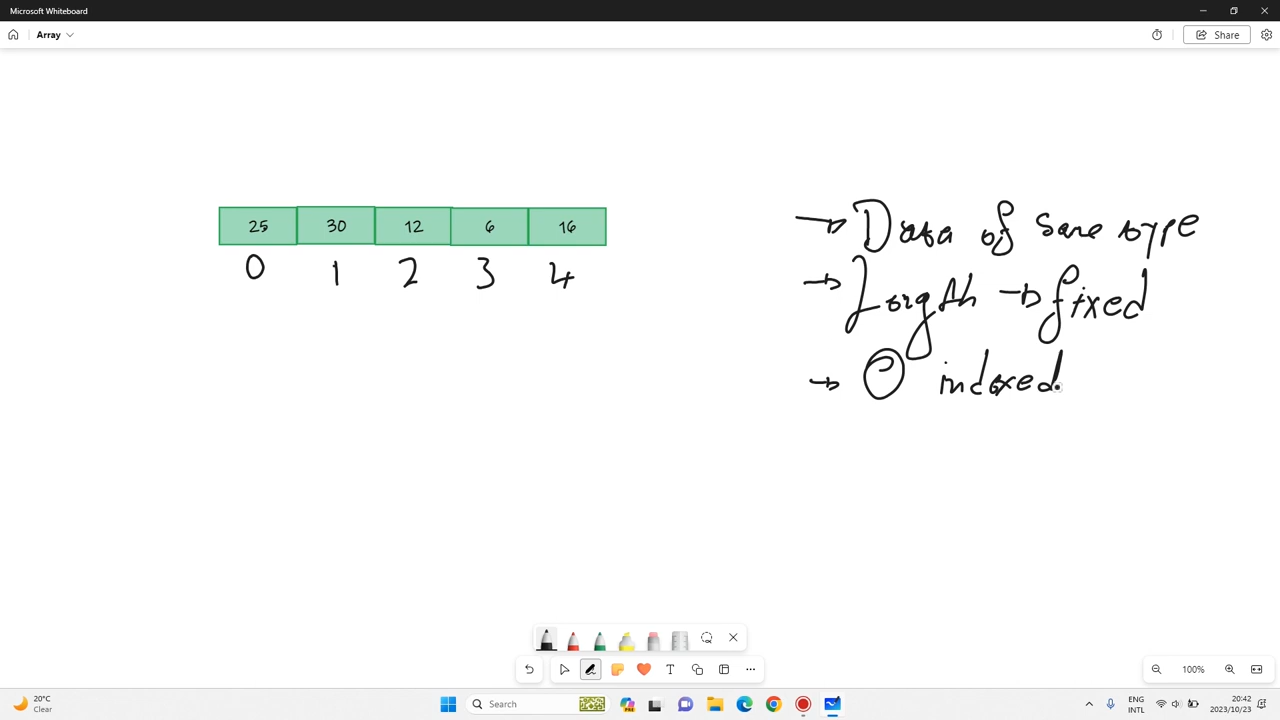 Microsoft Whiteboard
Array
Share
25 30 12 6 16
0 1 2 3 4
→ Data of same type
→ Length → fixed
→ 0 indexed
100%
20°C
Clear
Search
ENG
INTL
20:42
2023/10/23